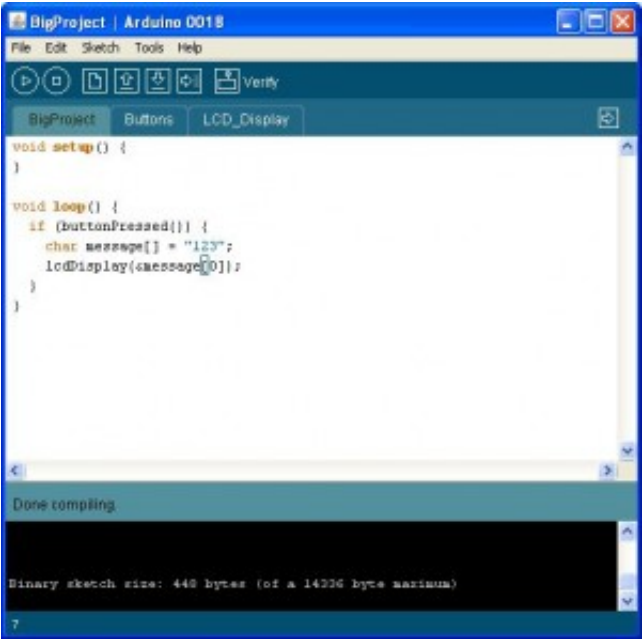 BigProject | Arduino 0018
File Edit Sketch Tools Help
Verify
BigProject Buttons LCD_Display
void setup() {
}
void loop() {
if (buttonPressed()) {
char message[] = "123";
lcdDisplay(&message[0]);
}
}
Done compiling.
Binary sketch size: 448 bytes (of a 14336 byte maximum)
7